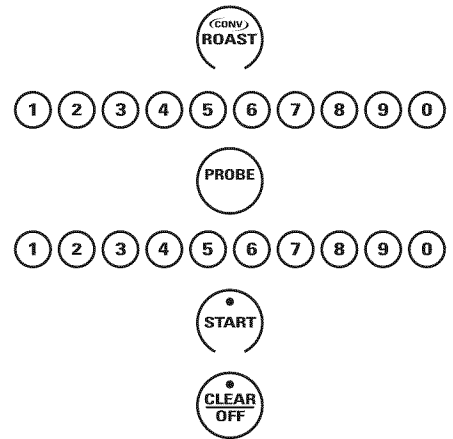 CONV
ROAST
1 2 3 4 5 6 7 8 9 0
PROBE
1 2 3 4 5 6 7 8 9 0
START
CLEAR
OFF